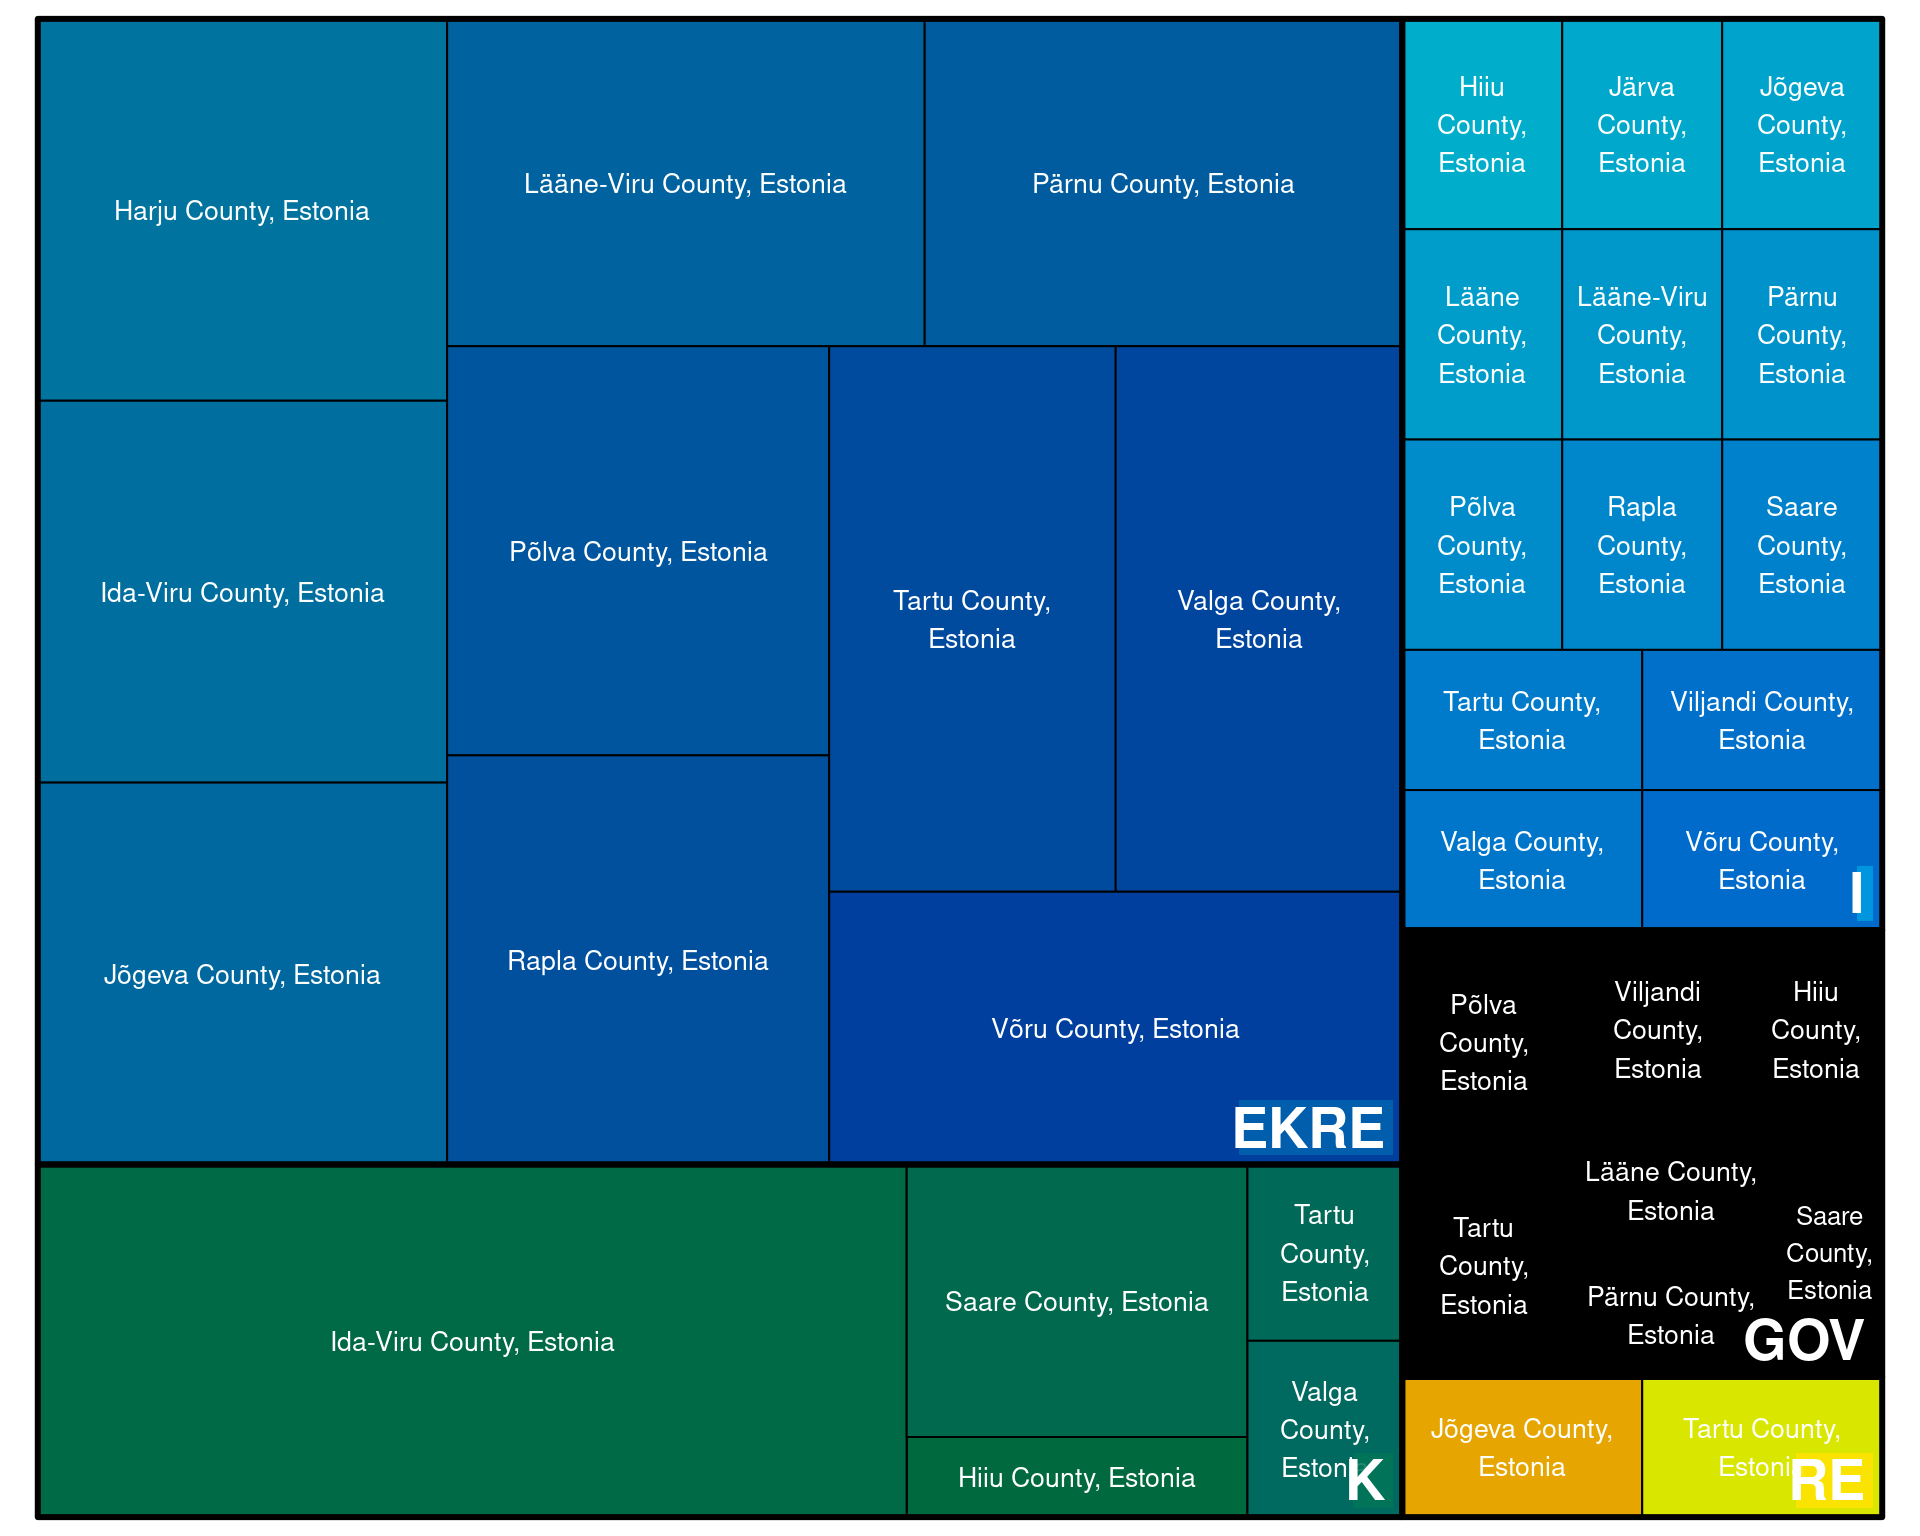 Harju County, Estonia
Ida-Viru County, Estonia
Jõgeva County, Estonia
Lääne-Viru County, Estonia
Pärnu County, Estonia
Põlva County, Estonia
Rapla County, Estonia
Tartu County,
Estonia
Valga County,
Estonia
Võru County, Estonia
EKRE
Ida-Viru County, Estonia
Saare County, Estonia
Hiiu County, Estonia
Tartu
County,
Estonia
Valga
County,
Estonia
K
Hiiu
County,
Estonia
Järva
County,
Estonia
Jõgeva
County,
Estonia
Lääne
County,
Estonia
Lääne-Viru
County,
Estonia
Pärnu
County,
Estonia
Põlva
County,
Estonia
Rapla
County,
Estonia
Saare
County,
Estonia
Tartu County,
Estonia
Viljandi County,
Estonia
Valga County,
Estonia
Võru County,
Estonia
I
Põlva
County,
Estonia
Viljandi
County,
Estonia
Hiiu
County,
Estonia
Tartu
County,
Estonia
Lääne County,
Estonia
Pärnu County,
Estonia
Saare
County,
Estonia
GOV
Jõgeva County,
Estonia
Tartu County,
Estonia
RE